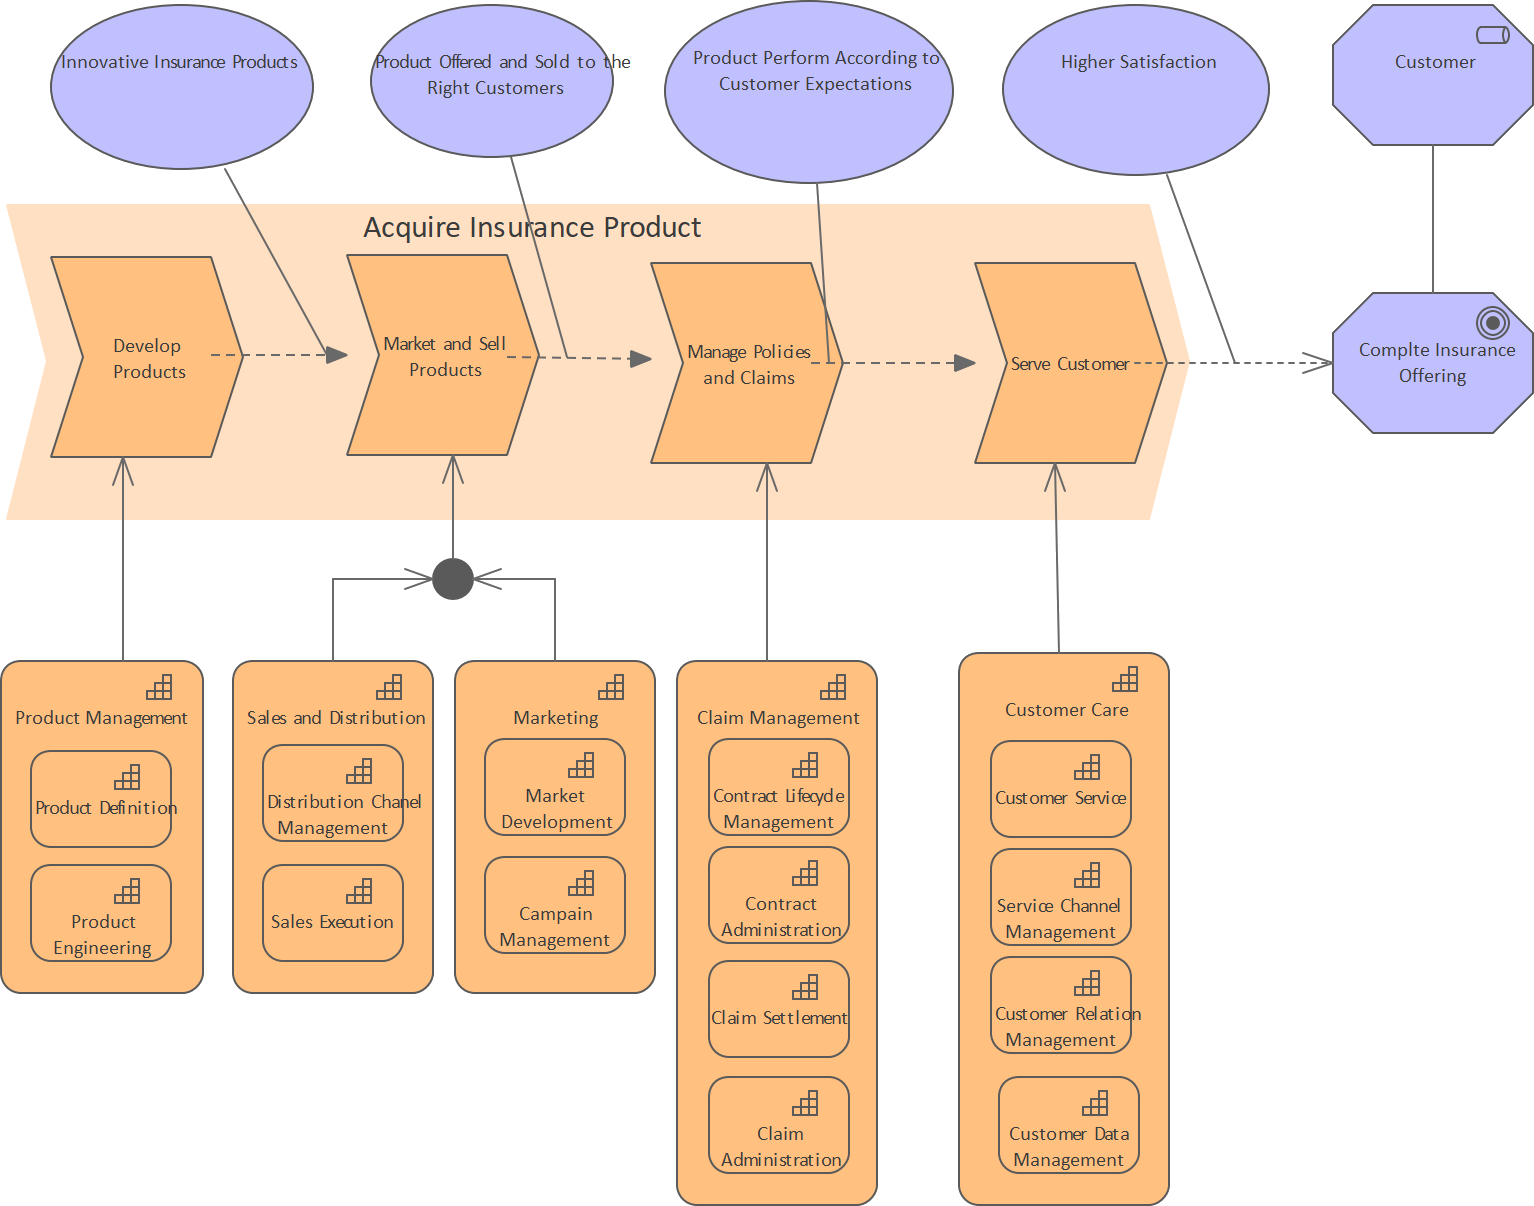 Innovative Insurance Products
Product Offered and Sold to the
Right Customers
Product Perform According to
Customer Expectations
Higher Satisfaction
Customer
Acquire Insurance Product
Develop
Products
Market and Sell
Products
Manage Policies
and Claims
Serve Customer
Complte Insurance
Offering
Product Management
Product Definition
Product
Engineering
Sales and Distribution
Distribution Chanel
Management
Sales Execution
Marketing
Market
Development
Campain
Management
Claim Management
Contract Lifecycle
Management
Contract
Administration
Claim Settlement
Claim
Administration
Customer Care
Customer Service
Service Channel
Management
Customer Relation
Management
Customer Data
Management